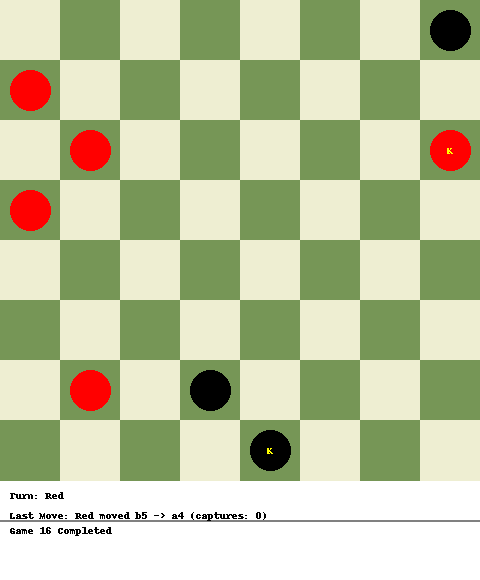 K
K
Turn: Red
Last Move: Red moved b5 -> a4 (captures: 0)
Game 16 Completed